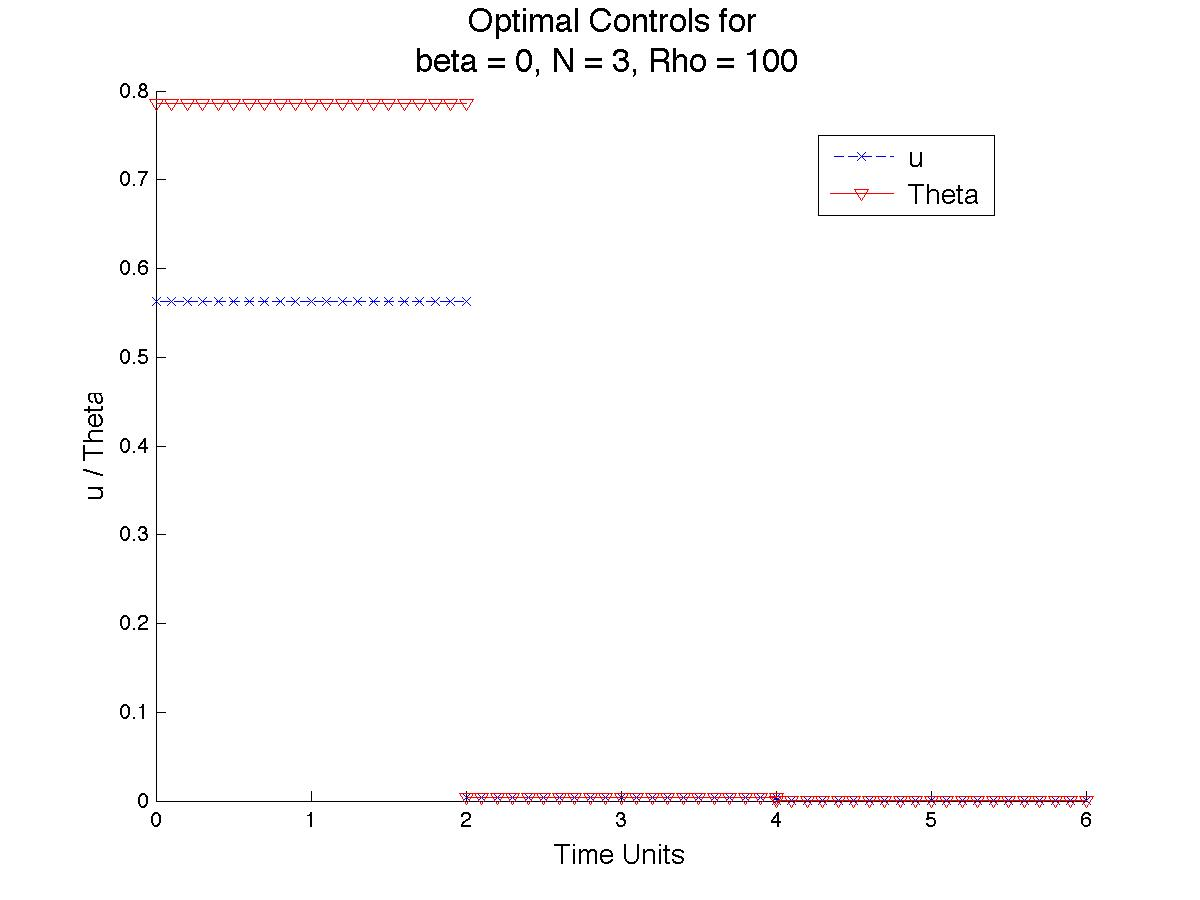 Optimal Controls for
beta = 0, N = 3, Rho = 100
0.8
0.7
0.6
0.5
0.4
0.3
0.2
0.1
0
u / Theta
u
Theta
0 1 2 3 4 5 6
Time Units